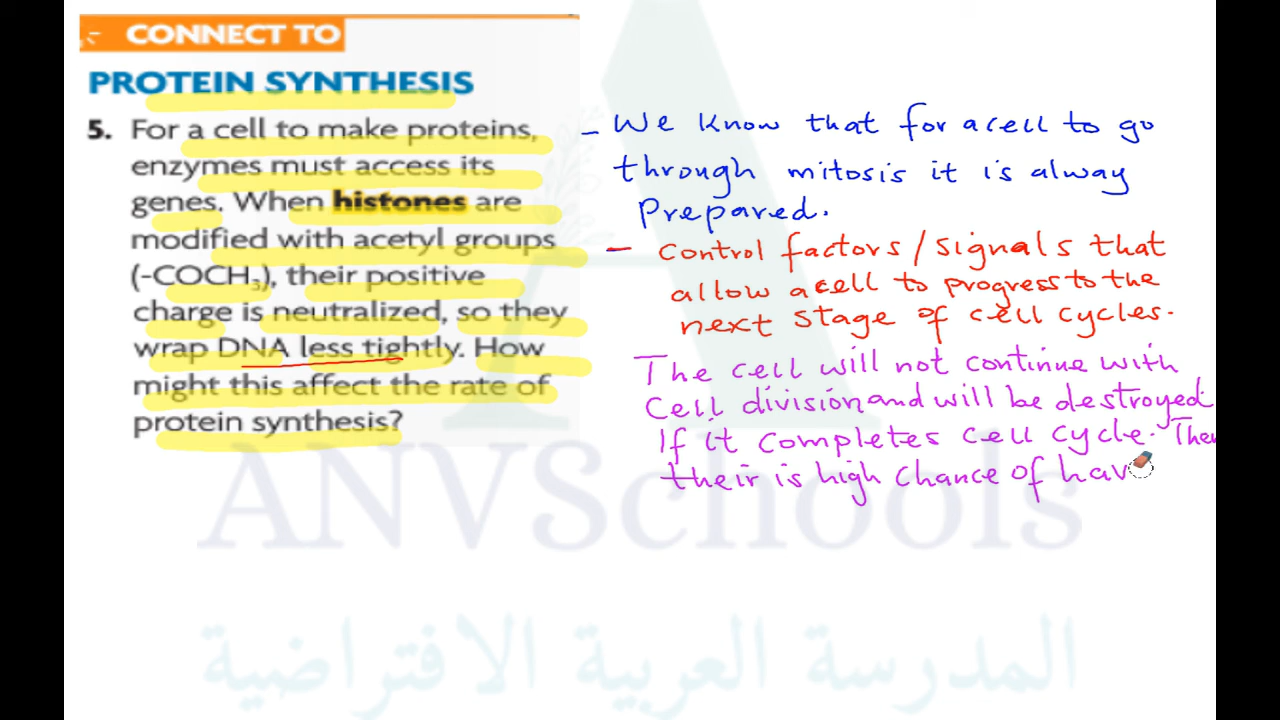 CONNECT TO
PROTEIN SYNTHESIS
5. For a cell to make proteins,
enzymes must access its
genes. When histones are
modified with acetyl groups
(-COCH₃), their positive
charge is neutralized, so they
wrap DNA less tightly. How
might this affect the rate of
protein synthesis?
- We know that for a cell to go
through mitosis it is alway
Prepared.
- Control factors/signals that
allow a cell to progress to the
next stage of cell cycles.
The cell will not continue with
Cell division and will be destroyed
If it completes cell cycle. Then
their is high chance of hav
ANVSchools
المدرسة العربية الافتراضية